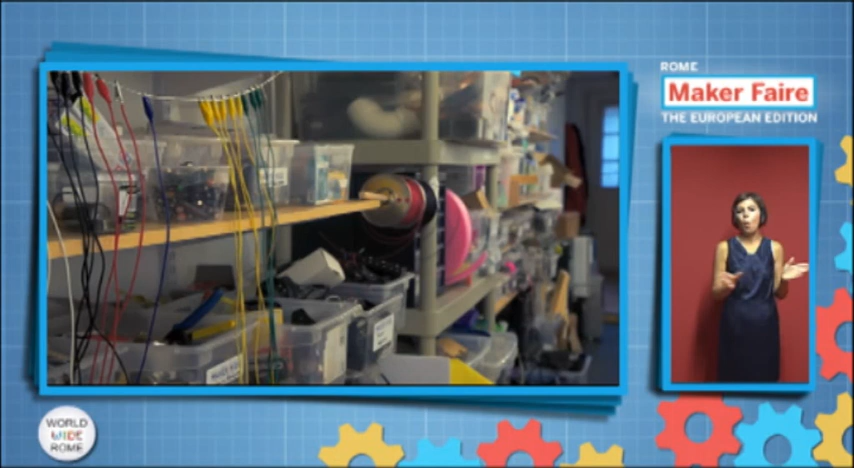 ROME
Maker Faire
THE EUROPEAN EDITION
WORLD
WIDE
ROME